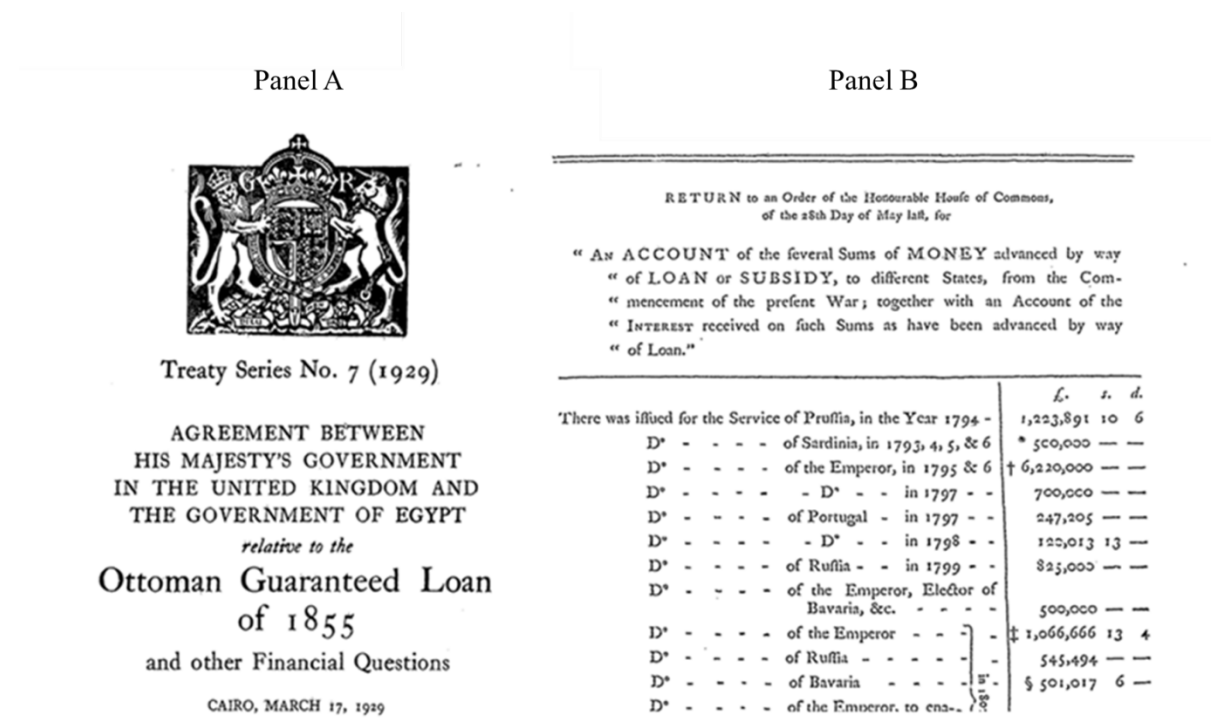 Panel A
G R
Treaty Series No. 7 (1929)
AGREEMENT BETWEEN
HIS MAJESTY'S GOVERNMENT
IN THE UNITED KINGDOM AND
THE GOVERNMENT OF EGYPT
relative to the
Ottoman Guaranteed Loan
of 1855
and other Financial Questions
CAIRO, MARCH 17, 1929
Panel B
RETURN to an Order of the Honourable Houſe of Commons,
of the 28th Day of May laſt, for
“ AN ACCOUNT of the ſeveral Sums of MONEY advanced by way
“ of LOAN or SUBSIDY, to different States, from the Com-
“ mencement of the preſent War; together with an Account of the
“ INTEREST received on ſuch Sums as have been advanced by way
“ of Loan.”
£. s. d.
There was iſſued for the Service of Pruſſia, in the Year 1794 - 1,223,891 10 6
Dº - - - - of Sardinia, in 1793, 4, 5, & 6 * 500,000 — —
Dº - - - - of the Emperor, in 1795 & 6 † 6,220,000 — —
Dº - - - - - Dº - - in 1797 - - 700,000 — —
Dº - - - - of Portugal - in 1797 - - 247,205 — —
Dº - - - - - Dº - - in 1798 - - 120,013 13 —
Dº - - - - of Ruſſia - - in 1799 - - 825,000 — —
Dº - - - - of the Emperor, Elector of
Bavaria, &c. - - - - 500,000 — —
Dº - - - - of the Emperor - - - - ‡ 1,066,666 13 4
Dº - - - - of Ruſſia - - - - - - 545,494 — —
Dº - - - - of Bavaria - - - - - § 501,017 6 —
Dº - - - - of the Emperor, to ena-